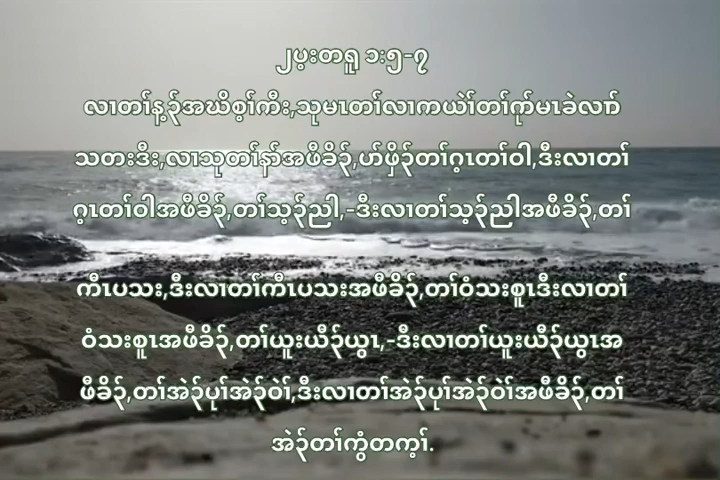 ၂ပ့းတရူ ၁:၅-၇
လၢတၢ်န့ၣ်အဃိစ့ၢ်ကီး,သုမၤတၢ်လၢကယဲၢ်တၢ်ကုၢ်မၤခဲလၢာ်
သတးဒီး,လၢသုတၢ်နာ်အဖီခိၣ်,ဟ်ဖှိၣ်တၢ်ဂ့ၤတၢ်ဝါ,ဒီးလၢတၢ်
ဂ့ၤတၢ်ဝါအဖီခိၣ်,တၢ်သ့ၣ်ညါ,-ဒီးလၢတၢ်သ့ၣ်ညါအဖီခိၣ်,တၢ်
ကီၤပသး,ဒီးလၢတၢ်ကီၤပသးအဖီခိၣ်,တၢ်ဝံသးစူၤဒီးလၢတၢ်
ဝံသးစူၤအဖီခိၣ်,တၢ်ယူးယီၣ်ယွၤ,-ဒီးလၢတၢ်ယူးယီၣ်ယွၤအ
ဖီခိၣ်,တၢ်အဲၣ်ပုၢ်အဲၣ်ဝဲၢ်,ဒီးလၢတၢ်အဲၣ်ပုၢ်အဲၣ်ဝဲၢ်အဖီခိၣ်,တၢ်
အဲၣ်တၢ်ကွံတက့ၢ်.